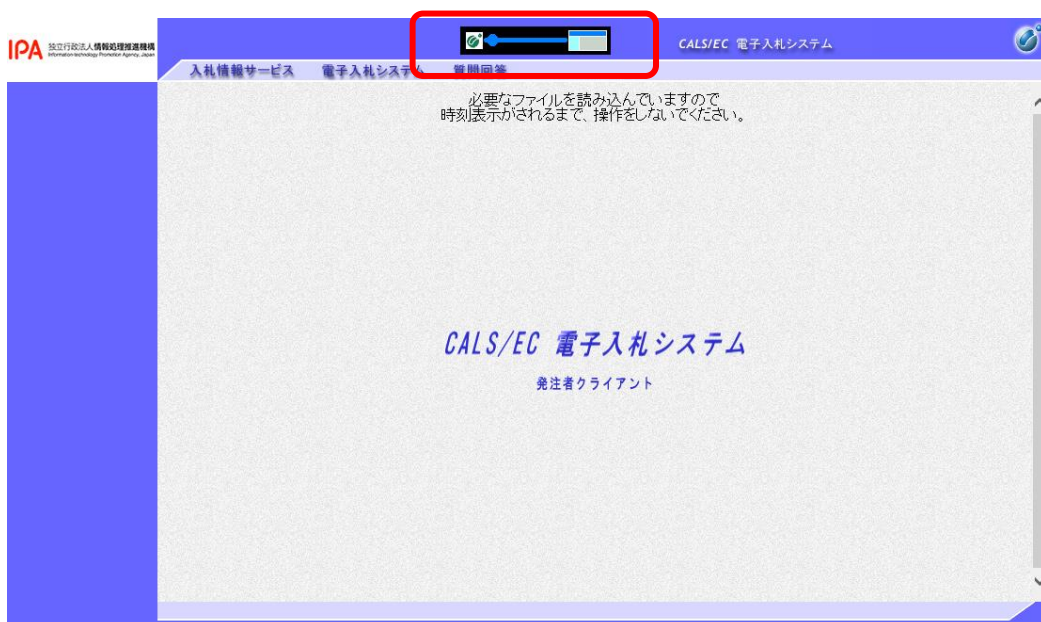 IPA 独立行政法人情報処理推進機構
Information-technology Promotion Agency, Japan
CALS/EC 電子入札システム
入札情報サービス 電子入札システム 質問回答
必要なファイルを読み込んでいますので
時刻表示がされるまで、操作をしないでください。
CALS/EC 電子入札システム
発注者クライアント